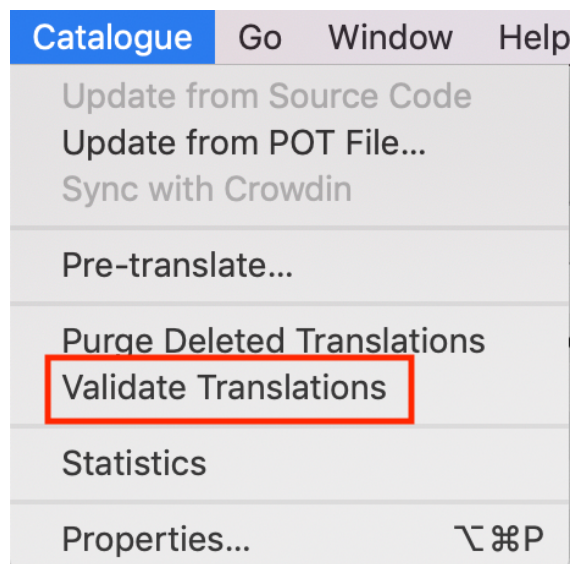 Catalogue Go Window Help
Update from Source Code
Update from POT File...
Sync with Crowdin
Pre-translate...
Purge Deleted Translations
Validate Translations
Statistics
Properties... ⌥⌘P